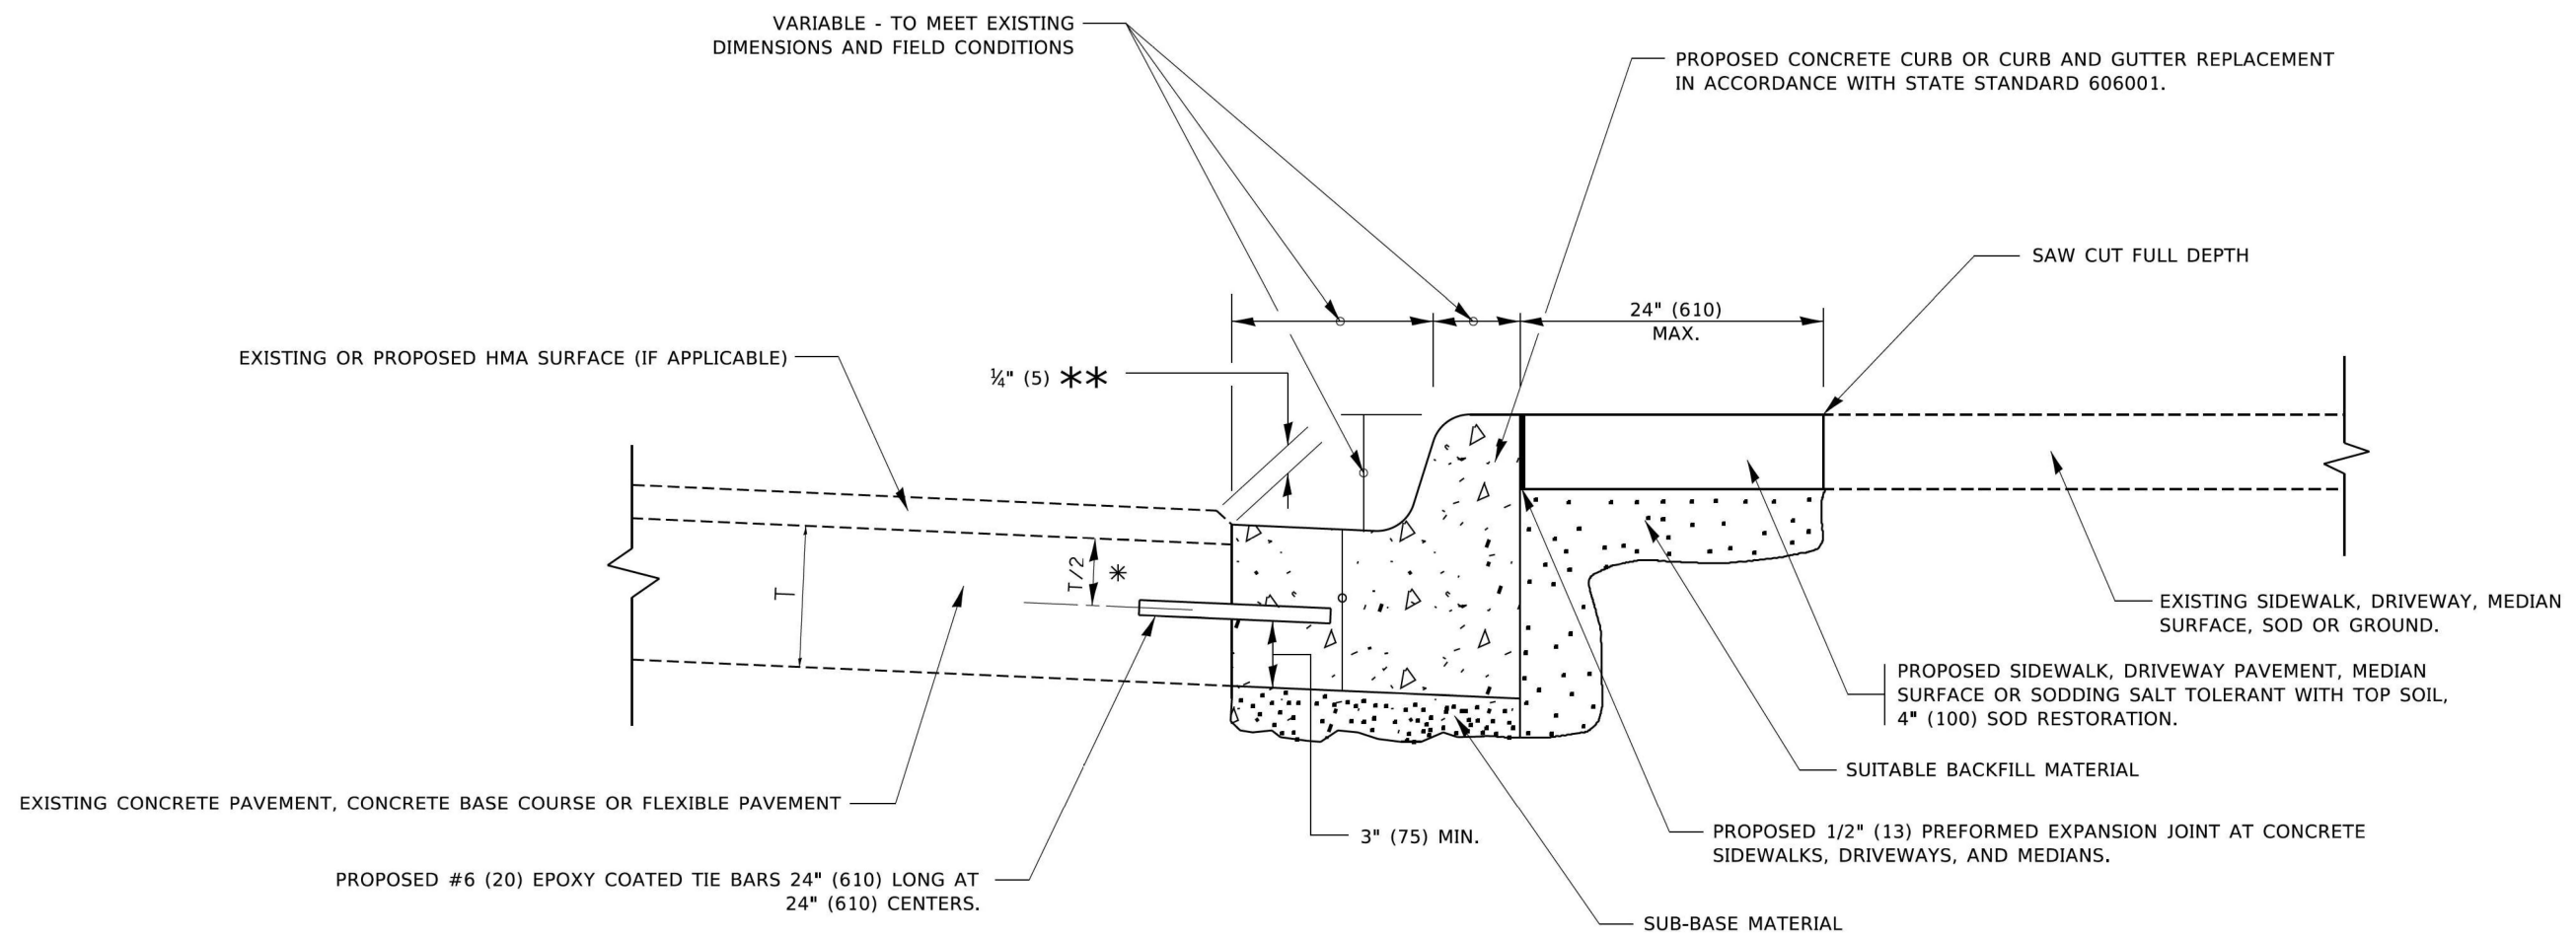 VARIABLE - TO MEET EXISTING
DIMENSIONS AND FIELD CONDITIONS
PROPOSED CONCRETE CURB OR CURB AND GUTTER REPLACEMENT
IN ACCORDANCE WITH STATE STANDARD 606001.
SAW CUT FULL DEPTH
24" (610)
MAX.
EXISTING OR PROPOSED HMA SURFACE (IF APPLICABLE)
¼" (5) **
T
T/2
*
EXISTING SIDEWALK, DRIVEWAY, MEDIAN
SURFACE, SOD OR GROUND.
PROPOSED SIDEWALK, DRIVEWAY PAVEMENT, MEDIAN
SURFACE OR SODDING SALT TOLERANT WITH TOP SOIL,
4" (100) SOD RESTORATION.
SUITABLE BACKFILL MATERIAL
EXISTING CONCRETE PAVEMENT, CONCRETE BASE COURSE OR FLEXIBLE PAVEMENT
3" (75) MIN.
PROPOSED 1/2" (13) PREFORMED EXPANSION JOINT AT CONCRETE
SIDEWALKS, DRIVEWAYS, AND MEDIANS.
PROPOSED #6 (20) EPOXY COATED TIE BARS 24" (610) LONG AT
24" (610) CENTERS.
SUB-BASE MATERIAL